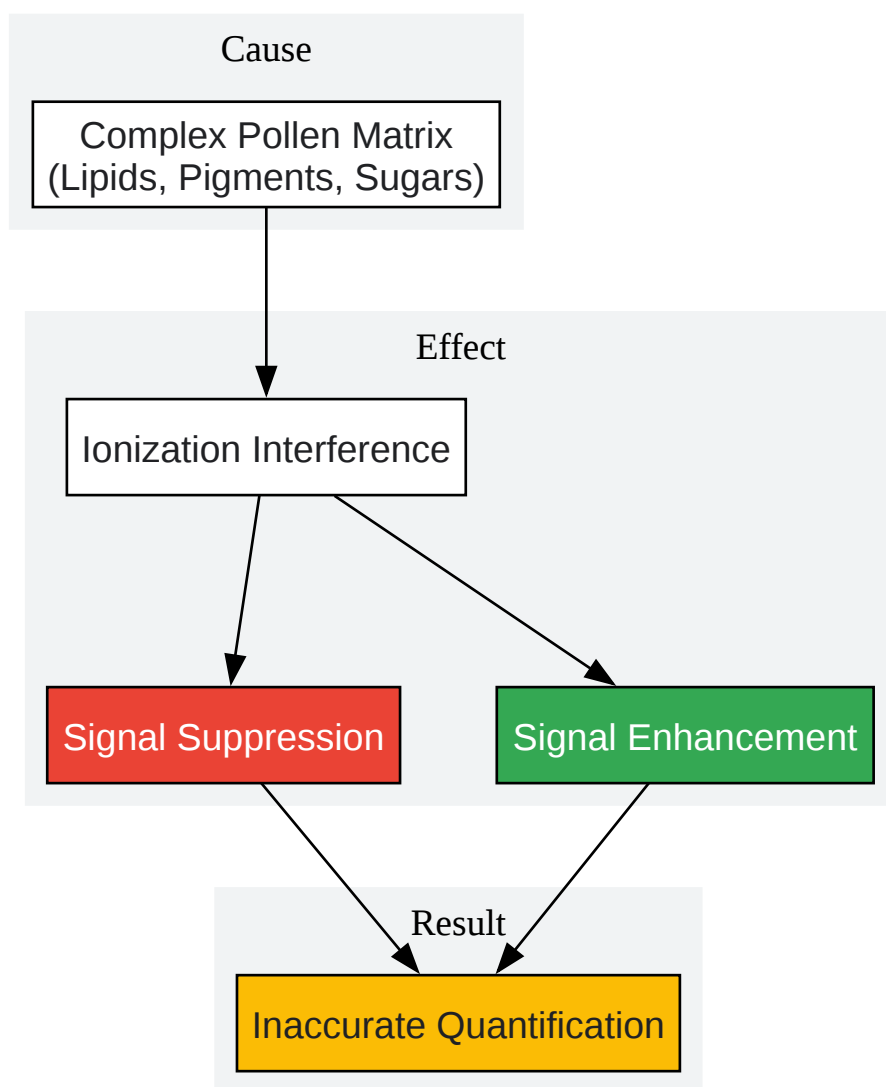 Cause
Complex Pollen Matrix
(Lipids, Pigments, Sugars)
Effect
Ionization Interference
Signal Suppression
Signal Enhancement
Result
Inaccurate Quantification